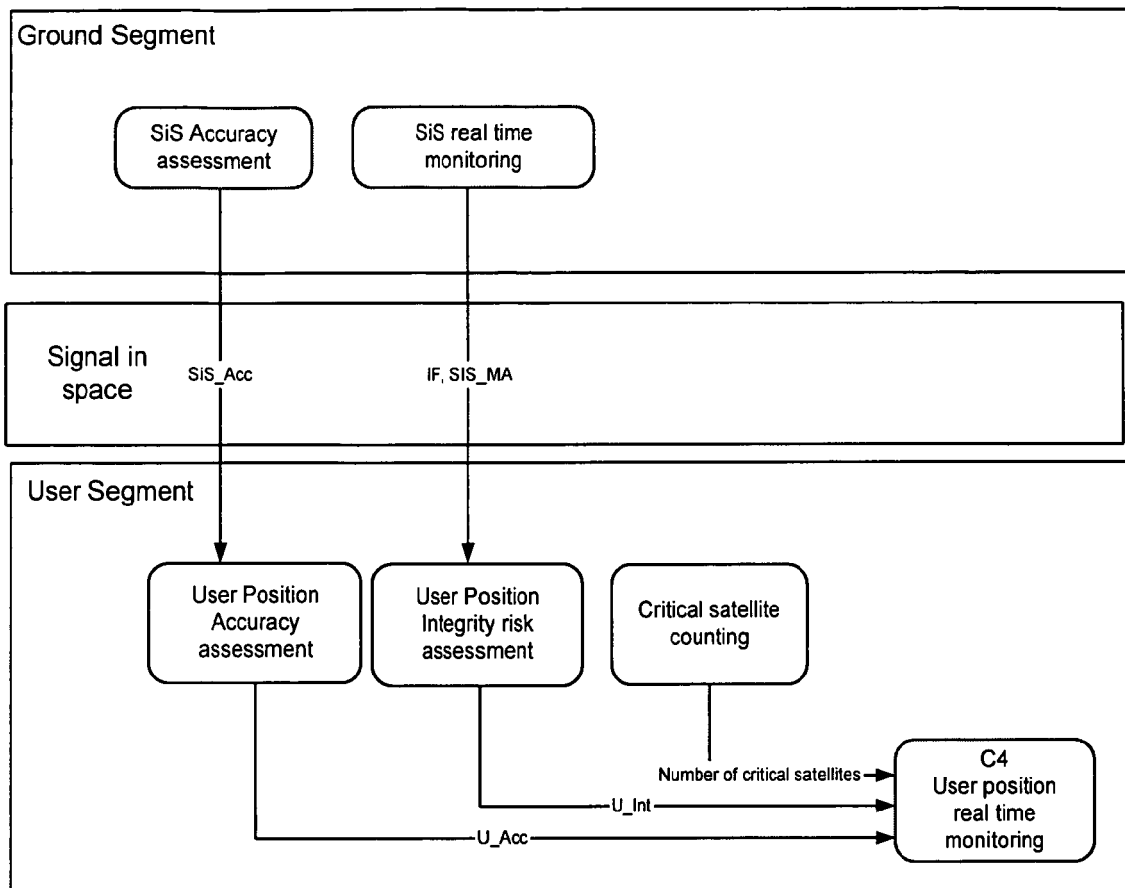 Ground Segment
SiS Accuracy
assessment
SiS real time
monitoring
Signal in
space
SiS_Acc
IF, SIS_MA
User Segment
User Position
Accuracy
assessment
User Position
Integrity risk
assessment
Critical satellite
counting
Number of critical satellites
U_Int
U_Acc
C4
User position
real time
monitoring